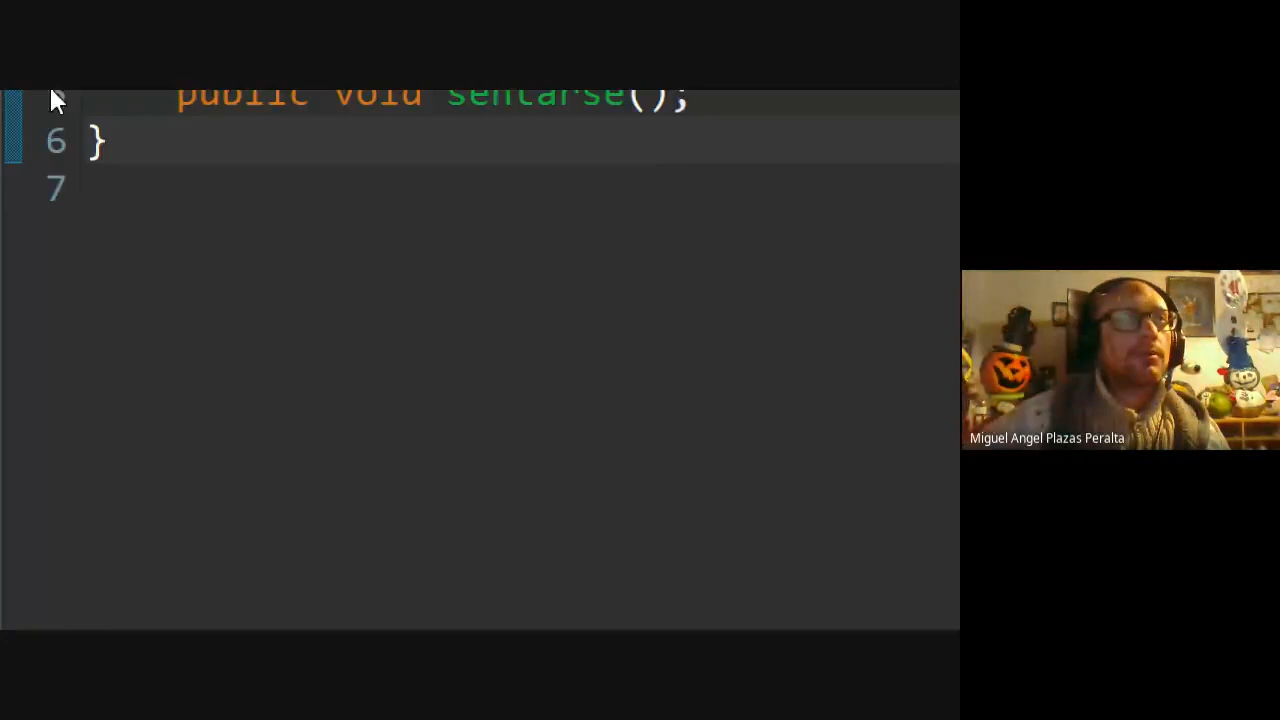 public void sentarse();
6 }
7
Miguel Angel Plazas Peralta